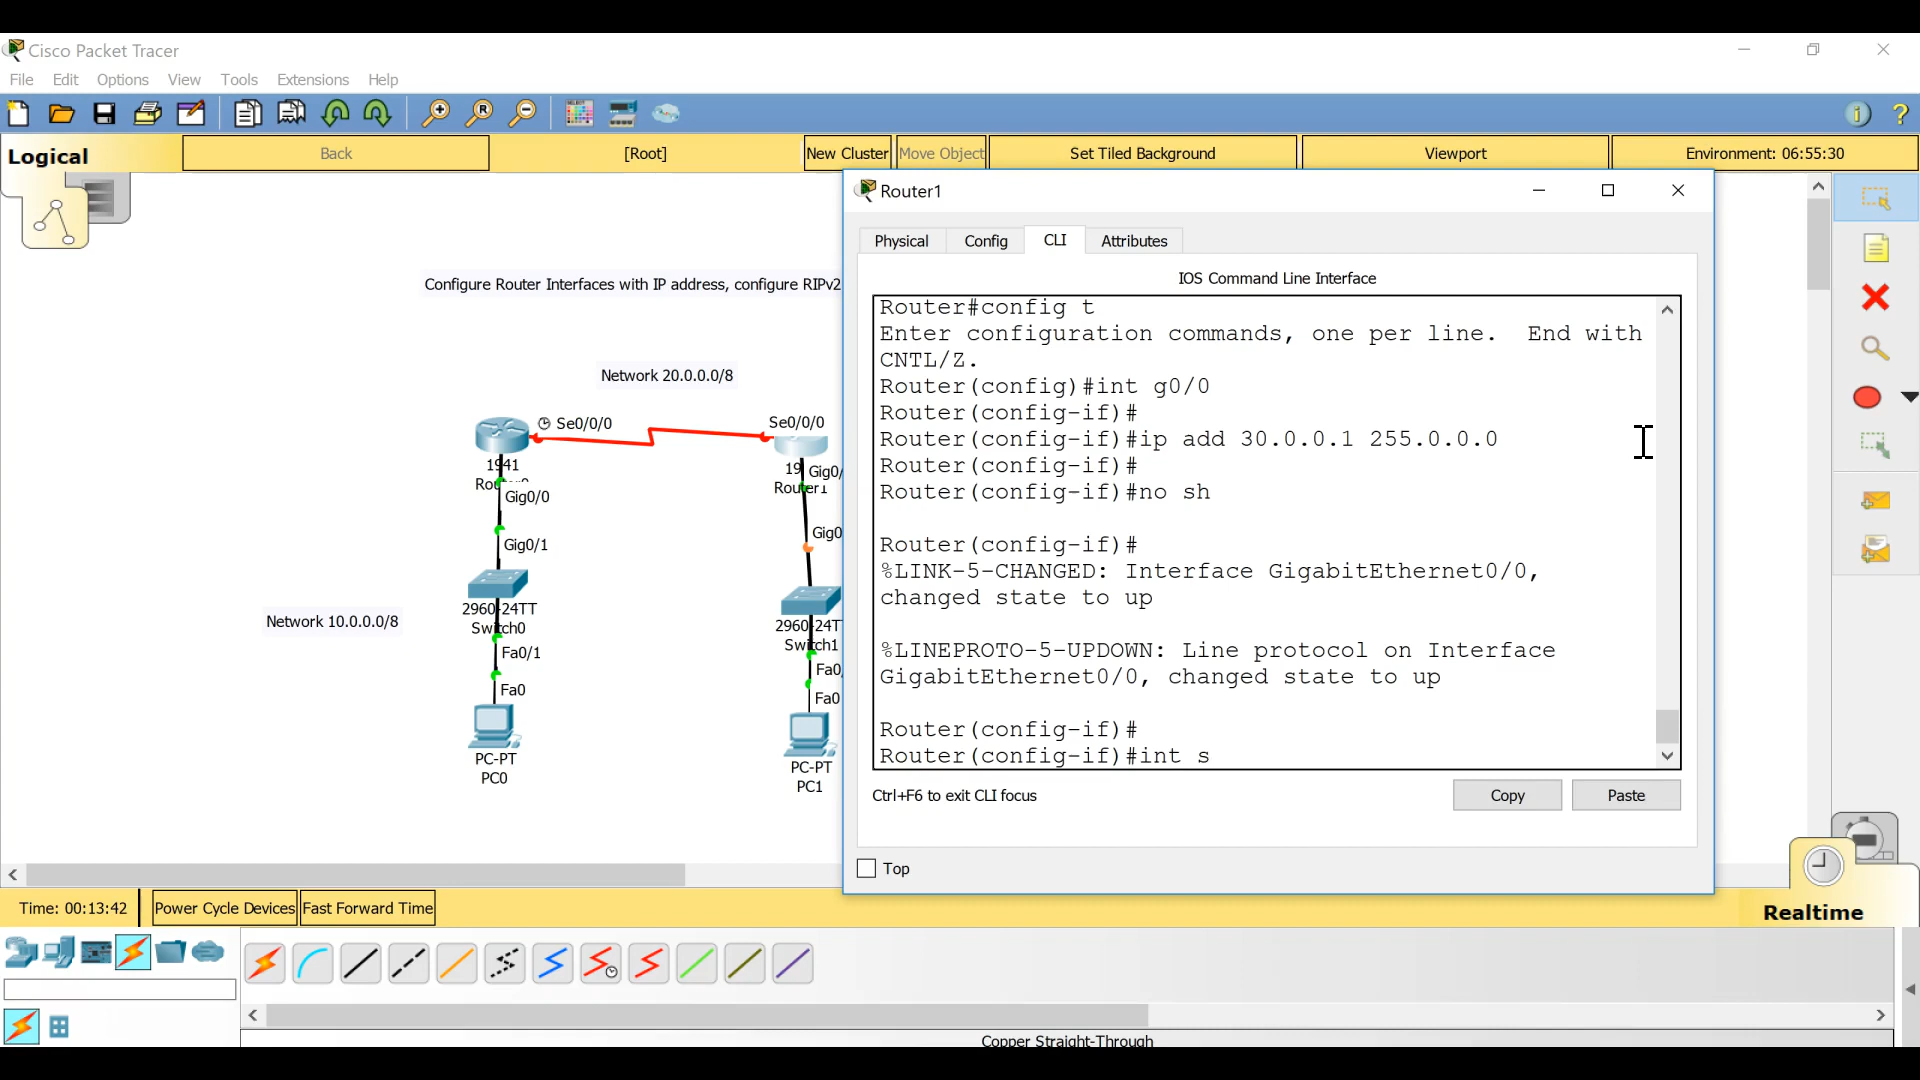 Cisco Packet Tracer
File Edit Options View Tools Extensions Help
Logical
Back
[Root]
New Cluster
Move Object
Set Tiled Background
Viewport
Environment: 06:55:30
Configure Router Interfaces with IP address, configure RIPv2
Network 20.0.0.0/8
Se0/0/0
Se0/0/0
1941
Gig0/0
Gig0/1
2960-24TT
Switch0
Fa0/1
Fa0
PC-PT
PC0
Network 10.0.0.0/8
19
Gig0/
Router1
Gig0
2960-24T
Switch1
Fa0
Fa0
PC-PT
PC1
Router1
Physical
Config
CLI
Attributes
IOS Command Line Interface
Router#config t
Enter configuration commands, one per line.  End with
CNTL/Z.
Router(config)#int g0/0
Router(config-if)#
Router(config-if)#ip add 30.0.0.1 255.0.0.0
Router(config-if)#
Router(config-if)#no sh
Router(config-if)#
%LINK-5-CHANGED: Interface GigabitEthernet0/0,
changed state to up
%LINEPROTO-5-UPDOWN: Line protocol on Interface
GigabitEthernet0/0, changed state to up
Router(config-if)#
Router(config-if)#int s
Ctrl+F6 to exit CLI focus
Copy
Paste
Top
Time: 00:13:42
Power Cycle Devices
Fast Forward Time
Realtime
Copper Straight-Through